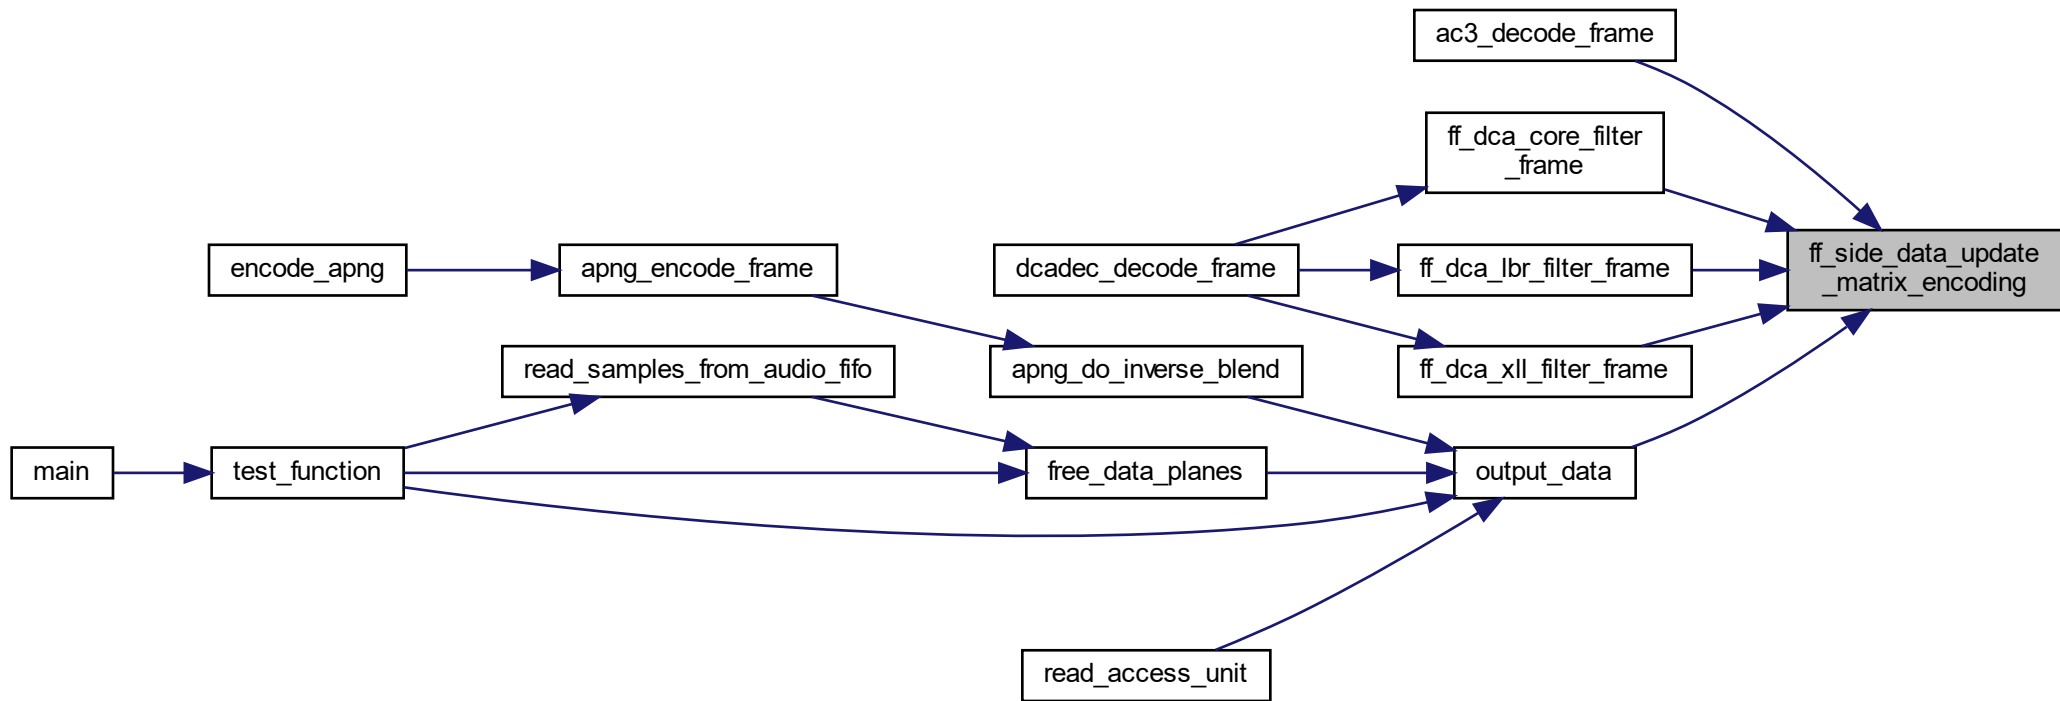 ac3_decode_frame
ff_dca_core_filter
_frame
ff_side_data_update
_matrix_encoding
encode_apng
apng_encode_frame
dcadec_decode_frame
ff_dca_lbr_filter_frame
read_samples_from_audio_fifo
apng_do_inverse_blend
ff_dca_xll_filter_frame
main
test_function
free_data_planes
output_data
read_access_unit